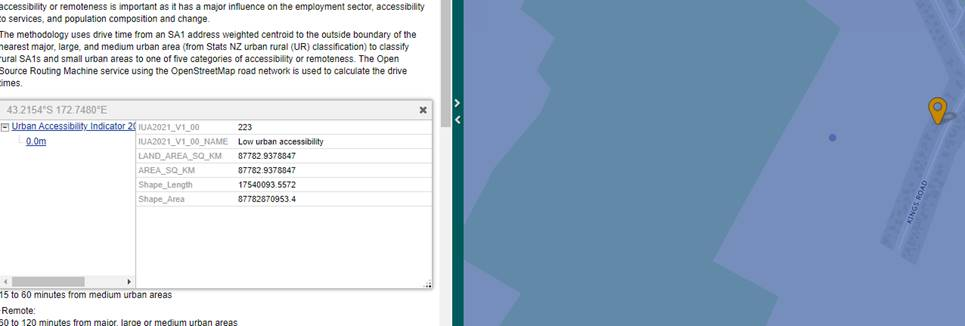 accessibility or remoteness is important as it has a major influence on the employment sector, accessibility
to services, and population composition and change.
The methodology uses drive time from an SA1 address weighted centroid to the outside boundary of the
nearest major, large, and medium urban area (from Stats NZ urban rural (UR) classification) to classify
rural SA1s and small urban areas to one of five categories of accessibility or remoteness. The Open
Source Routing Machine service using the OpenStreetMap road network is used to calculate the drive
times.
43.2154°S 172.7480°E
Urban Accessibility Indicator 20
0.0m
IUA2021_V1_00 223
IUA2021_V1_00_NAME Low urban accessibility
LAND_AREA_SQ_KM 87782.9378847
AREA_SQ_KM 87782.9378847
Shape_Length 17540093.5572
Shape_Area 87782870953.4
15 to 60 minutes from medium urban areas
Remote:
60 to 120 minutes from major, large or medium urban areas
KINGS ROAD